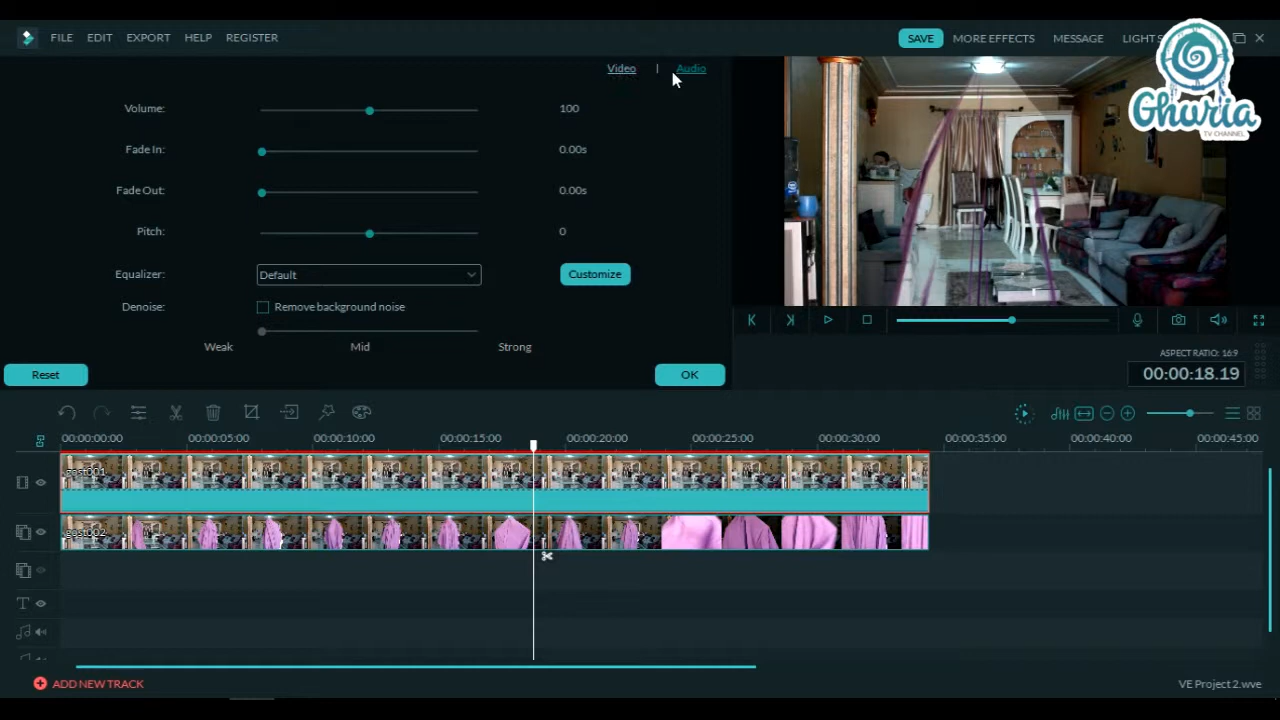 FILE EDIT EXPORT HELP REGISTER
SAVE MORE EFFECTS MESSAGE LIGHT S
Ghuria
TV CHANNEL
Video | Audio
Volume: 100
Fade In: 0.00s
Fade Out: 0.00s
Pitch: 0
Equalizer: Default Customize
Denoise: Remove background noise
Weak Mid Strong
Reset OK
ASPECT RATIO: 16:9
00:00:18.19
00:00:00:00 00:00:05:00 00:00:10:00 00:00:15:00 00:00:20:00 00:00:25:00 00:00:30:00 00:00:35:00 00:00:40:00 00:00:45:00
gost001
gost002
ADD NEW TRACK
VE Project 2.wve